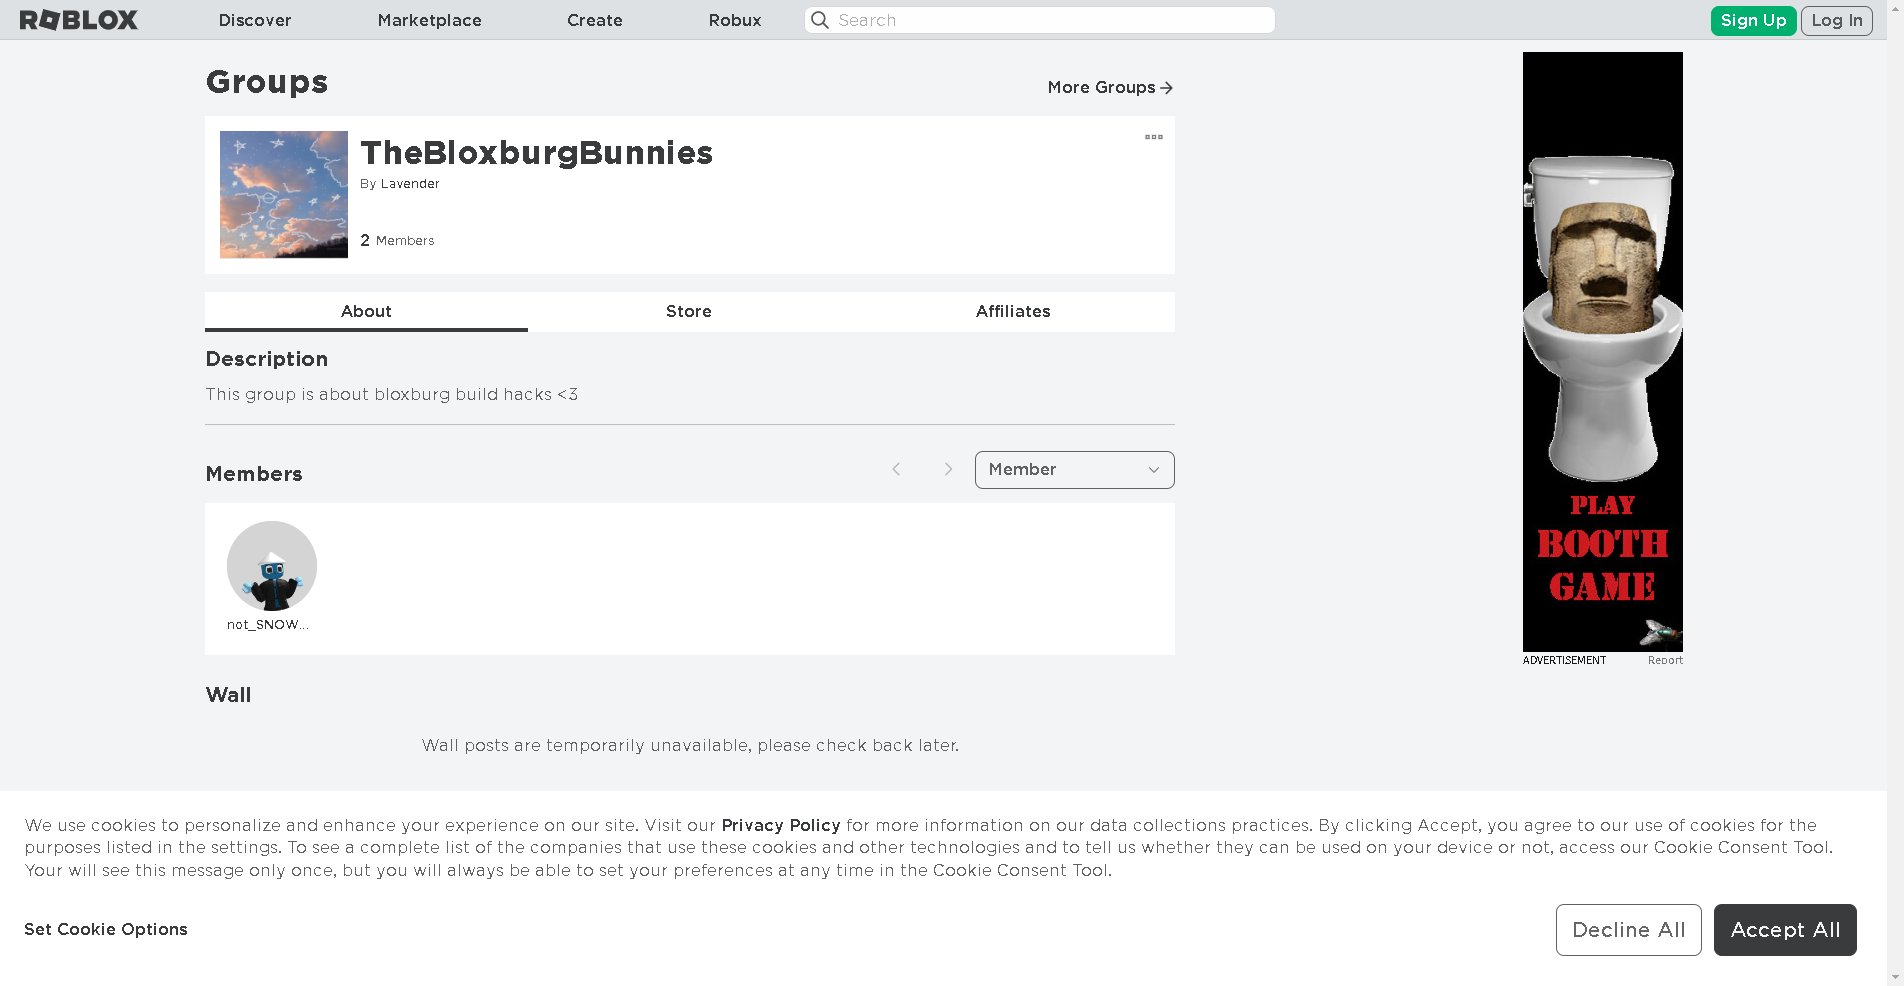 ROBLOX Discover Marketplace Create Robux Search Sign Up Log In
Groups
More Groups
TheBloxburgBunnies
By Lavender
2 Members
About Store Affiliates
Description
This group is about bloxburg build hacks <3
Members
Member
not_SNOW...
Wall
Wall posts are temporarily unavailable, please check back later.
PLAY
BOOTH
GAME
ADVERTISEMENT Report
We use cookies to personalize and enhance your experience on our site. Visit our Privacy Policy for more information on our data collections practices. By clicking Accept, you agree to our use of cookies for the
purposes listed in the settings. To see a complete list of the companies that use these cookies and other technologies and to tell us whether they can be used on your device or not, access our Cookie Consent Tool.
Your will see this message only once, but you will always be able to set your preferences at any time in the Cookie Consent Tool.
Set Cookie Options
Decline All Accept All